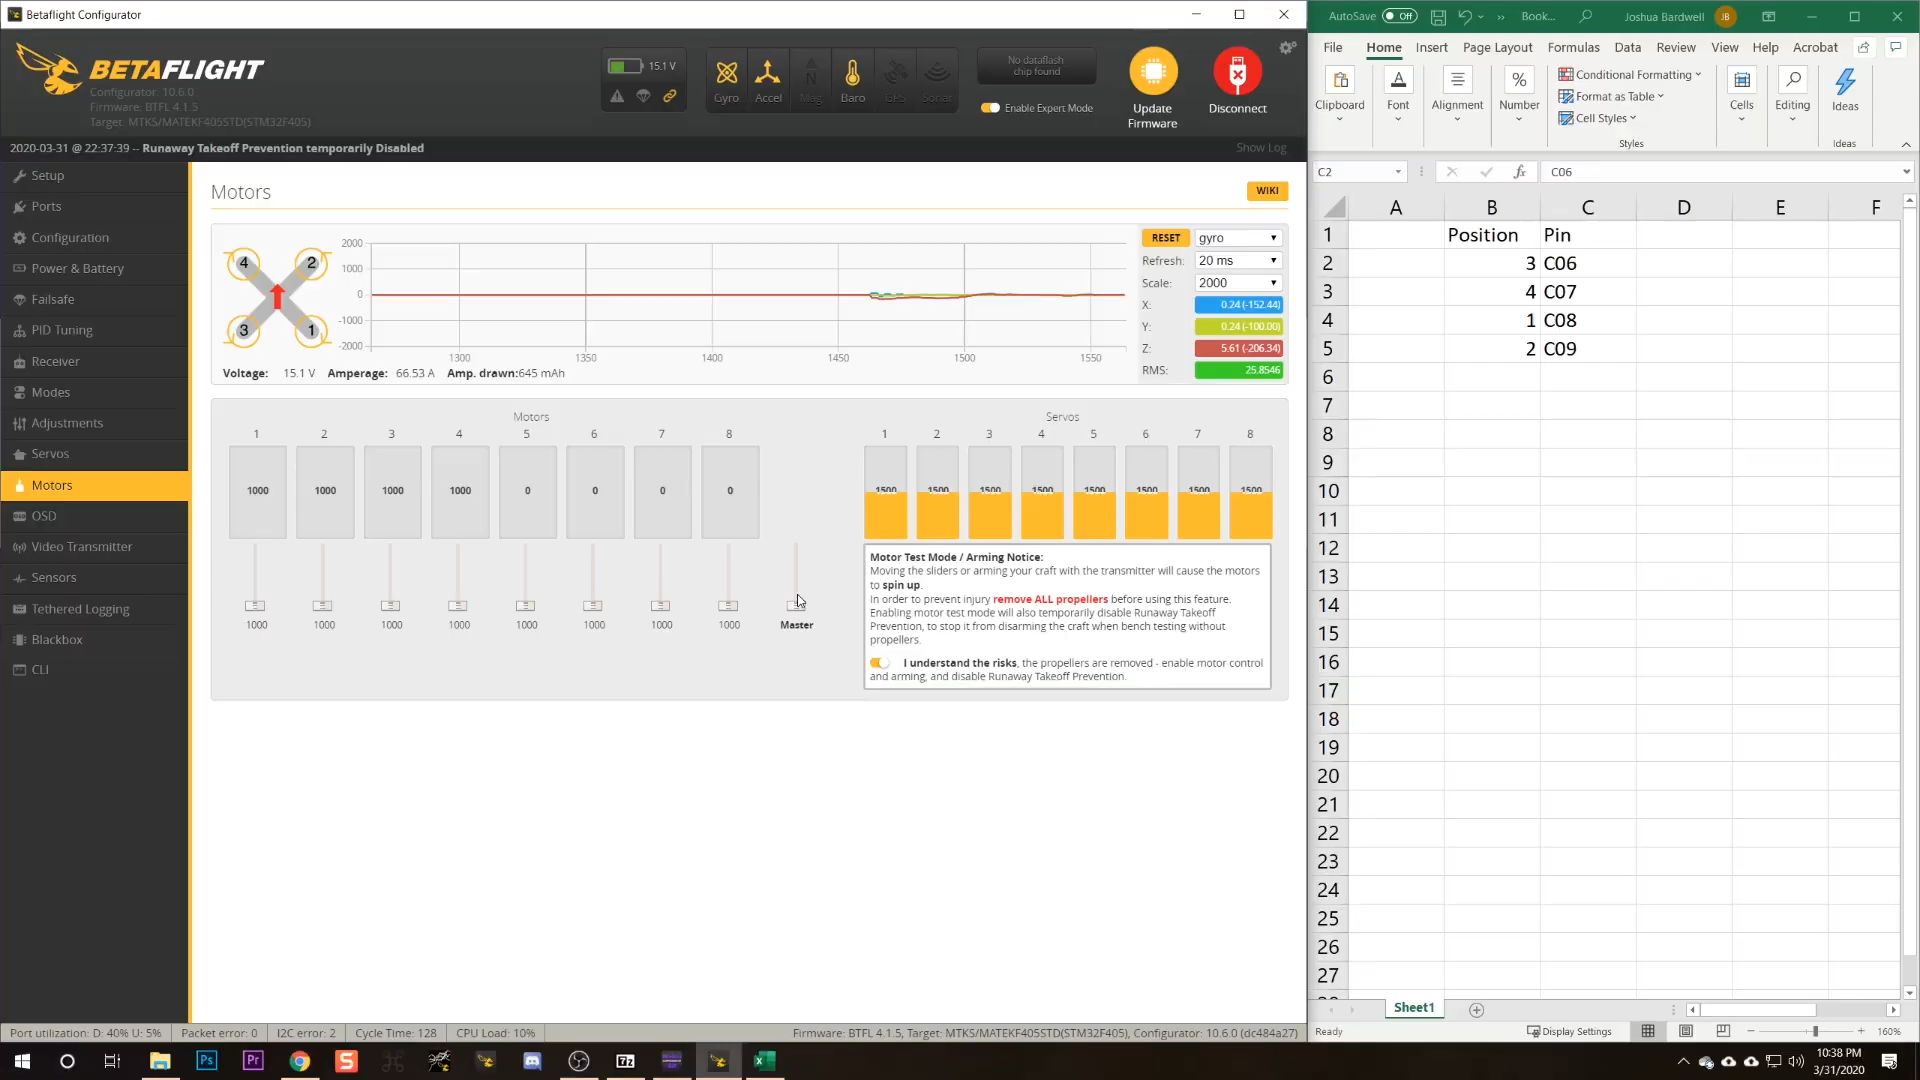 Betaflight Configurator
BETAFLIGHT
Configurator: 10.6.0
Firmware: BTFL 4.1.5
Target: MTKS/MATEKF405STD(STM32F405)
15.1 V
Gyro
Accel
Mag
Baro
GPS
Sonar
No dataflash
chip found
Enable Expert Mode
Update
Firmware
Disconnect
2020-03-31 @ 22:37:39 -- Runaway Takeoff Prevention temporarily Disabled
Show Log
Setup
Ports
Configuration
Power & Battery
Failsafe
PID Tuning
Receiver
Modes
Adjustments
Servos
Motors
OSD
Video Transmitter
Sensors
Tethered Logging
Blackbox
CLI
Motors
WIKI
4 2
3 1
2000
1000
0
-1000
-2000
1300 1350 1400 1450 1500 1550
RESET gyro
Refresh: 20 ms
Scale: 2000
X: 0.24 (-152.44)
Y: 0.24 (-100.00)
Z: 5.61 (-206.34)
RMS: 25.8546
Voltage: 15.1 V Amperage: 66.53 A Amp. drawn:645 mAh
Motors
1 2 3 4 5 6 7 8
1000 1000 1000 1000 0 0 0 0
1000 1000 1000 1000 1000 1000 1000 1000 Master
Servos
1 2 3 4 5 6 7 8
1500 1500 1500 1500 1500 1500 1500 1500
Motor Test Mode / Arming Notice:
Moving the sliders or arming your craft with the transmitter will cause the motors
to spin up.
In order to prevent injury remove ALL propellers before using this feature.
Enabling motor test mode will also temporarily disable Runaway Takeoff
Prevention, to stop it from disarming the craft when bench testing without
propellers.
I understand the risks, the propellers are removed - enable motor control
and arming, and disable Runaway Takeoff Prevention.
Port utilization: D: 40% U: 5%
Packet error: 0
I2C error: 2
Cycle Time: 128
CPU Load: 10%
Firmware: BTFL 4.1.5, Target: MTKS/MATEKF405STD(STM32F405), Configurator: 10.6.0 (dc484a27)
AutoSave Off
Book...
Joshua Bardwell JB
File Home Insert Page Layout Formulas Data Review View Help Acrobat
Clipboard
Font
Alignment
Number
Conditional Formatting
Format as Table
Cell Styles
Styles
Cells
Editing
Ideas
Ideas
C2
fx
C06
A B C D E F
1 Position Pin
2 3 C06
3 4 C07
4 1 C08
5 2 C09
6
7
8
9
10
11
12
13
14
15
16
17
18
19
20
21
22
23
24
25
26
27
Sheet1
Ready
Display Settings
160%
Ps
Pr
S
10:38 PM
3/31/2020